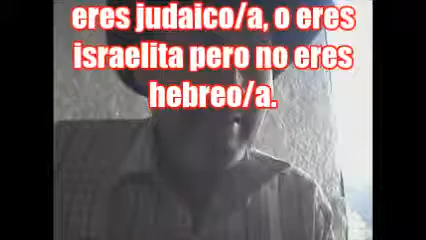 eres judaico/a, o eres
israelita pero no eres
hebreo/a.